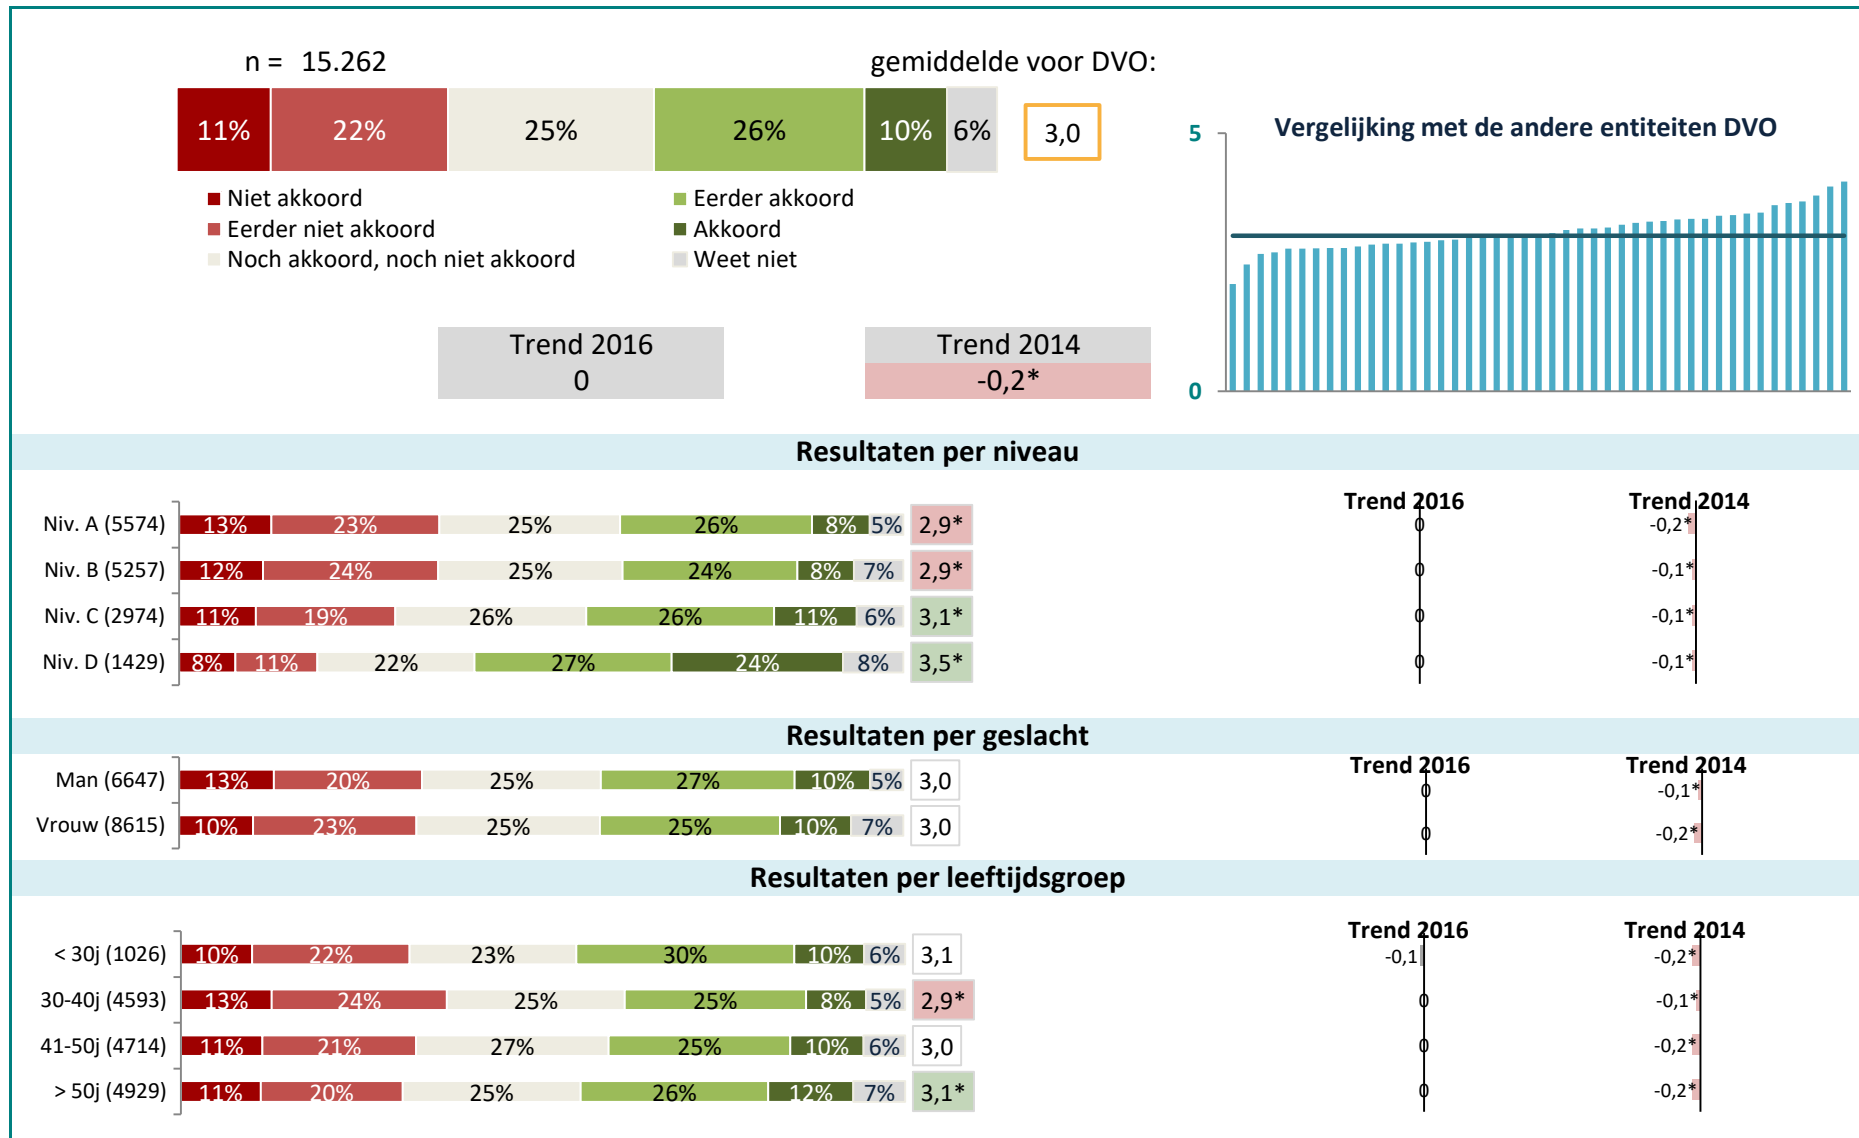 n = 15.262
gemiddelde voor DVO:
11% 22% 25% 26% 10% 6% 3,0
Niet akkoord
Eerder niet akkoord
Noch akkoord, noch niet akkoord
Eerder akkoord
Akkoord
Weet niet
Vergelijking met de andere entiteiten DVO
5
0
Trend 2016
0
Trend 2014
-0,2*
Resultaten per niveau
Trend 2016 Trend 2014
Niv. A (5574) 13% 23% 25% 26% 8% 5% 2,9* 0 -0,2*
Niv. B (5257) 12% 24% 25% 24% 8% 7% 2,9* 0 -0,1*
Niv. C (2974) 11% 19% 26% 26% 11% 6% 3,1* 0 -0,1*
Niv. D (1429) 8% 11% 22% 27% 24% 8% 3,5* 0 -0,1*
Resultaten per geslacht
Trend 2016 Trend 2014
Man (6647) 13% 20% 25% 27% 10% 5% 3,0 0 -0,1*
Vrouw (8615) 10% 23% 25% 25% 10% 7% 3,0 0 -0,2*
Resultaten per leeftijdsgroep
Trend 2016 Trend 2014
< 30j (1026) 10% 22% 23% 30% 10% 6% 3,1 -0,1 -0,2*
30-40j (4593) 13% 24% 25% 25% 8% 5% 2,9* 0 -0,1*
41-50j (4714) 11% 21% 27% 25% 10% 6% 3,0 0 -0,2*
> 50j (4929) 11% 20% 25% 26% 12% 7% 3,1* 0 -0,2*